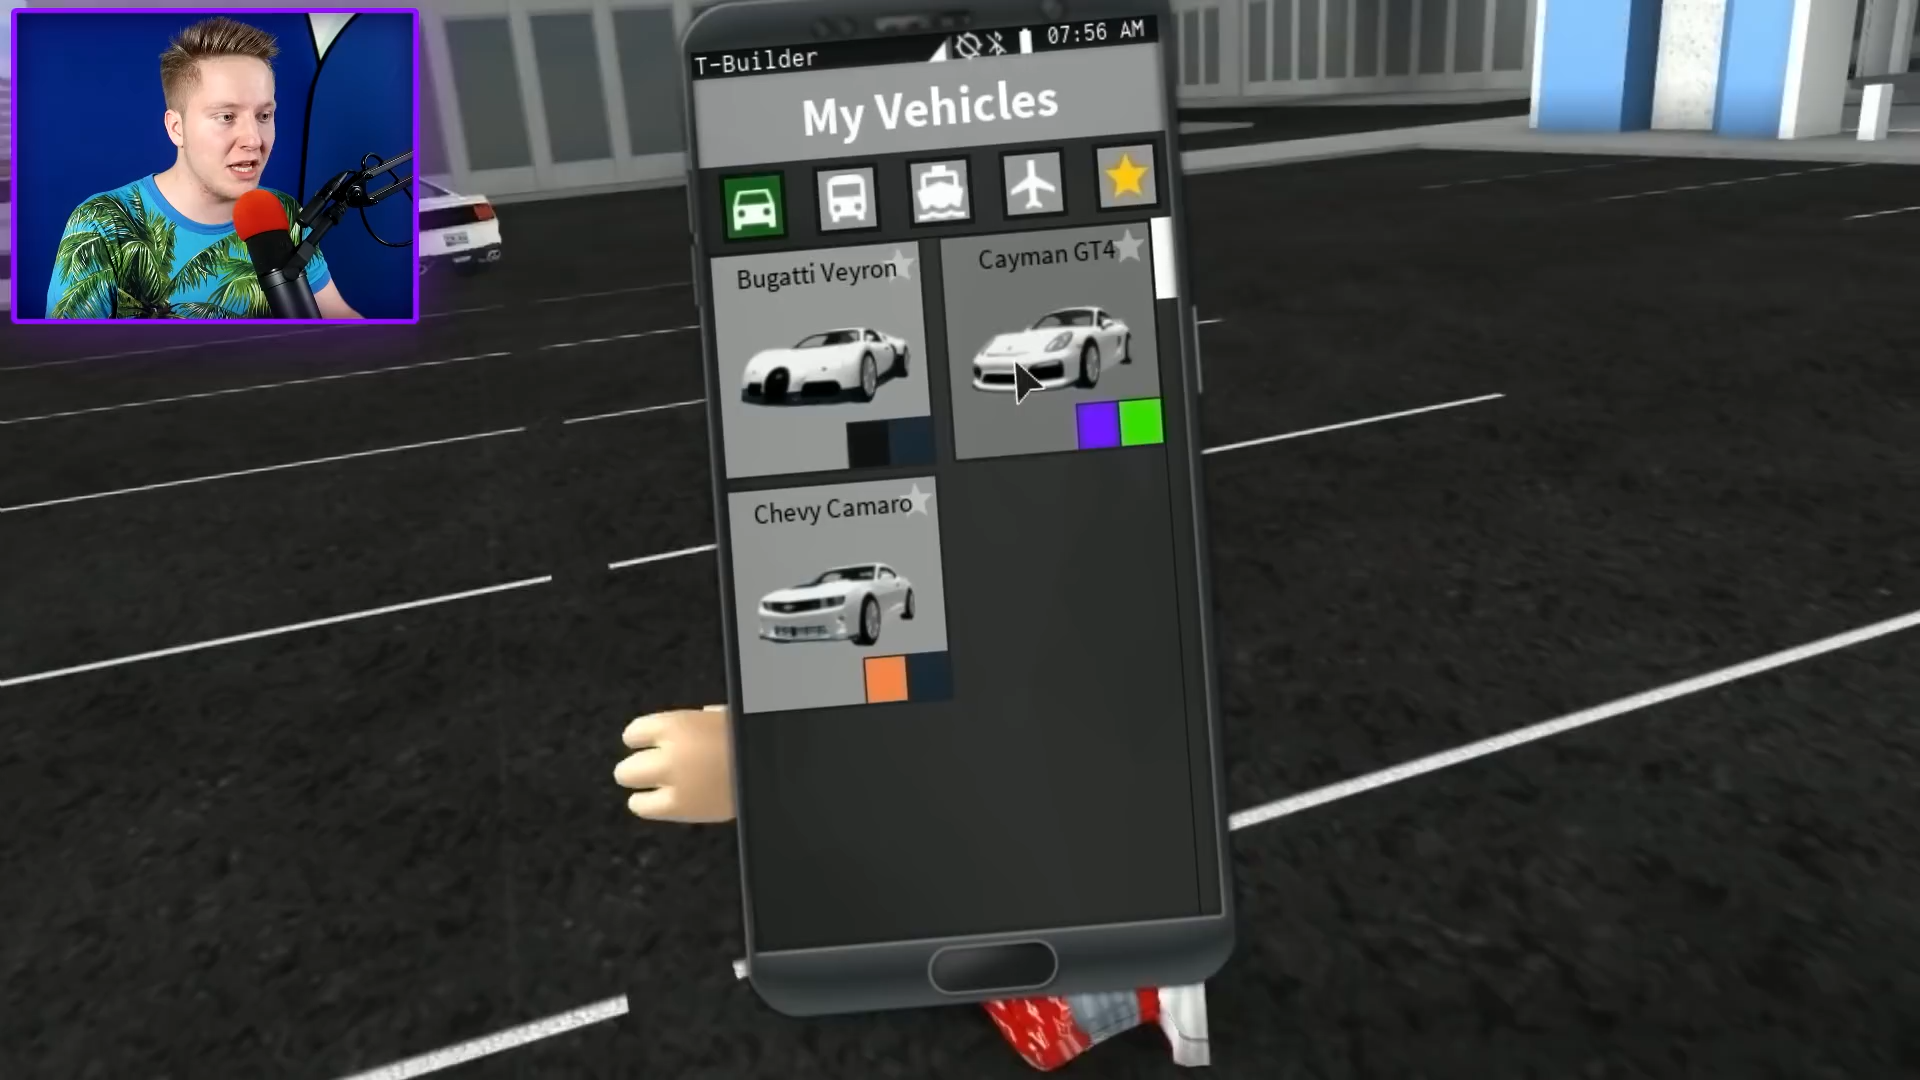 T-Builder 07:56 AM
My Vehicles
Bugatti Veyron
Cayman GT4
Chevy Camaro